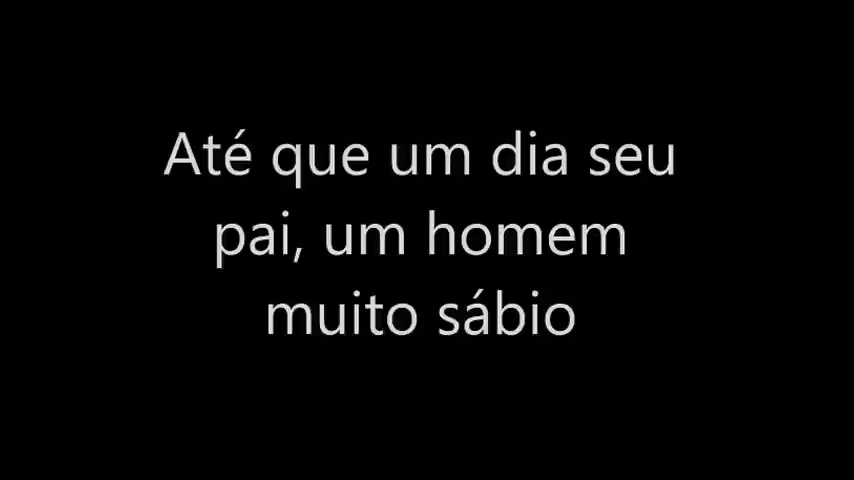 Até que um dia seu
pai, um homem
muito sábio